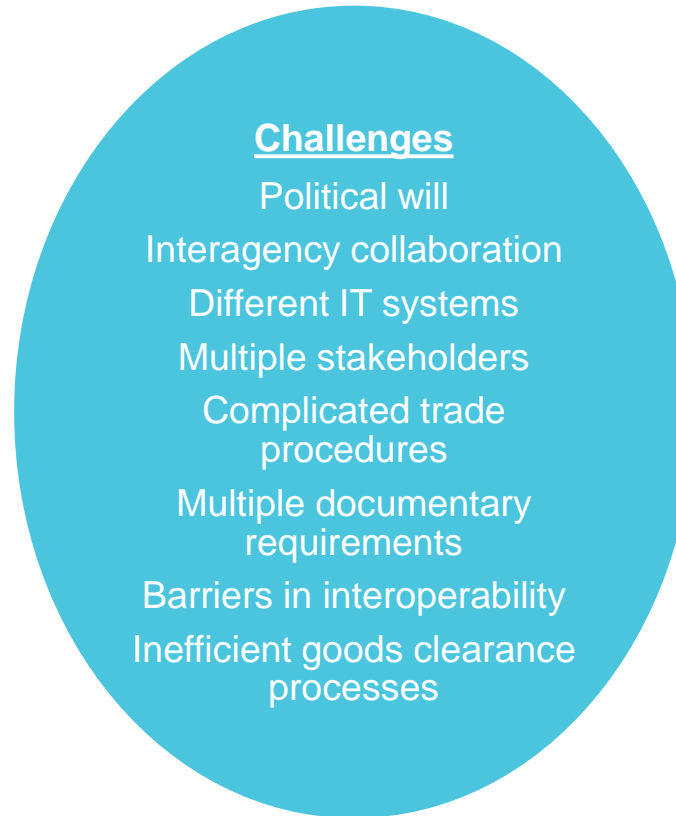 Challenges
Political will
Interagency collaboration
Different IT systems
Multiple stakeholders
Complicated trade
procedures
Multiple documentary
requirements
Barriers in interoperability
Inefficient goods clearance
processes